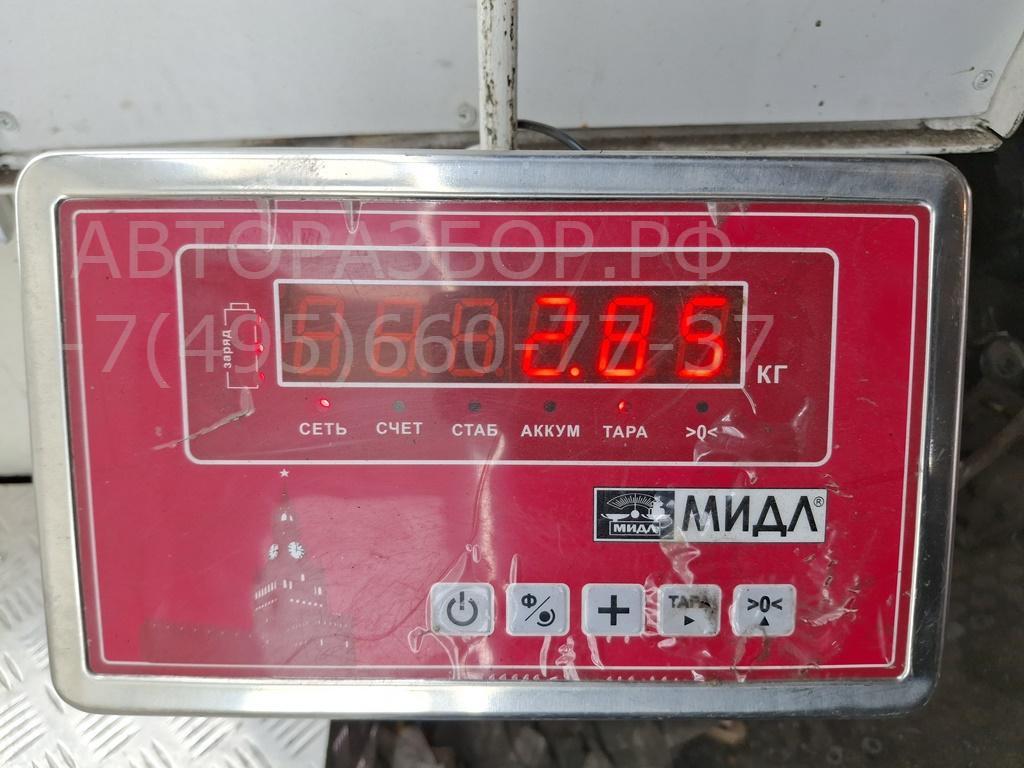 АВТОРАЗБОР.РФ
+7(495)660-77-37
2.85
заряд
КГ
СЕТЬ СЧЕТ СТАБ АККУМ ТАРА >0<
МИДЛ МИДЛ®
Ф ТАРА >0<